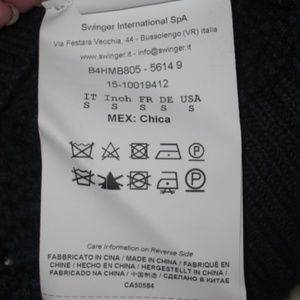 Swinger International SpA
Via Festara Vecchia, 44 - Bussolengo (VR) Italia
www.swinger.it - info@swinger.it
B4HMB805 - 5614 9
15-10019412
IT Inch FR DE USA
S S S S S
MEX: Chica
Care Information on Reverse Side
FABBRICATO IN CINA / MADE IN CHINA / FABRIQUÉ EN
CHINE / HECHO EN CHINA / HERGESTELLT IN CHINA /
FABRICADO NA CHINA / 中国制造 / СДЕЛАНО В КИТАЕ
CA50584